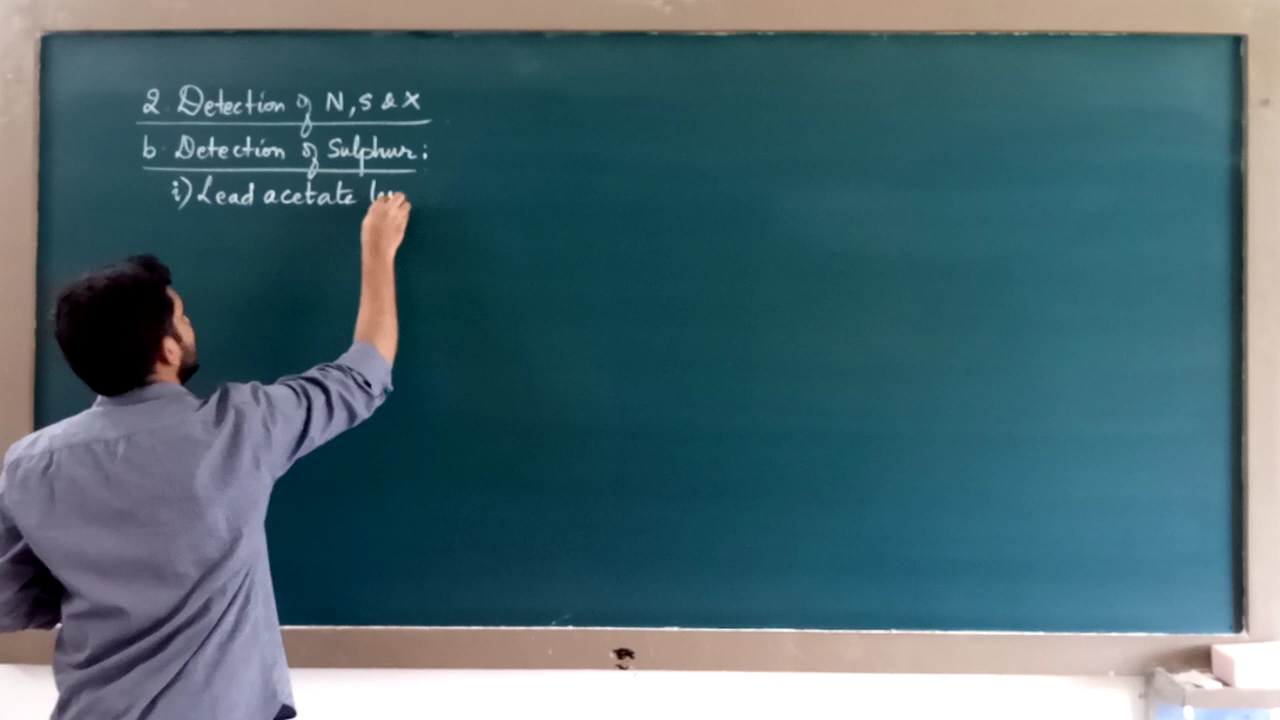 2. Detection of N, S & X
b. Detection of Sulphur:
i) Lead acetate